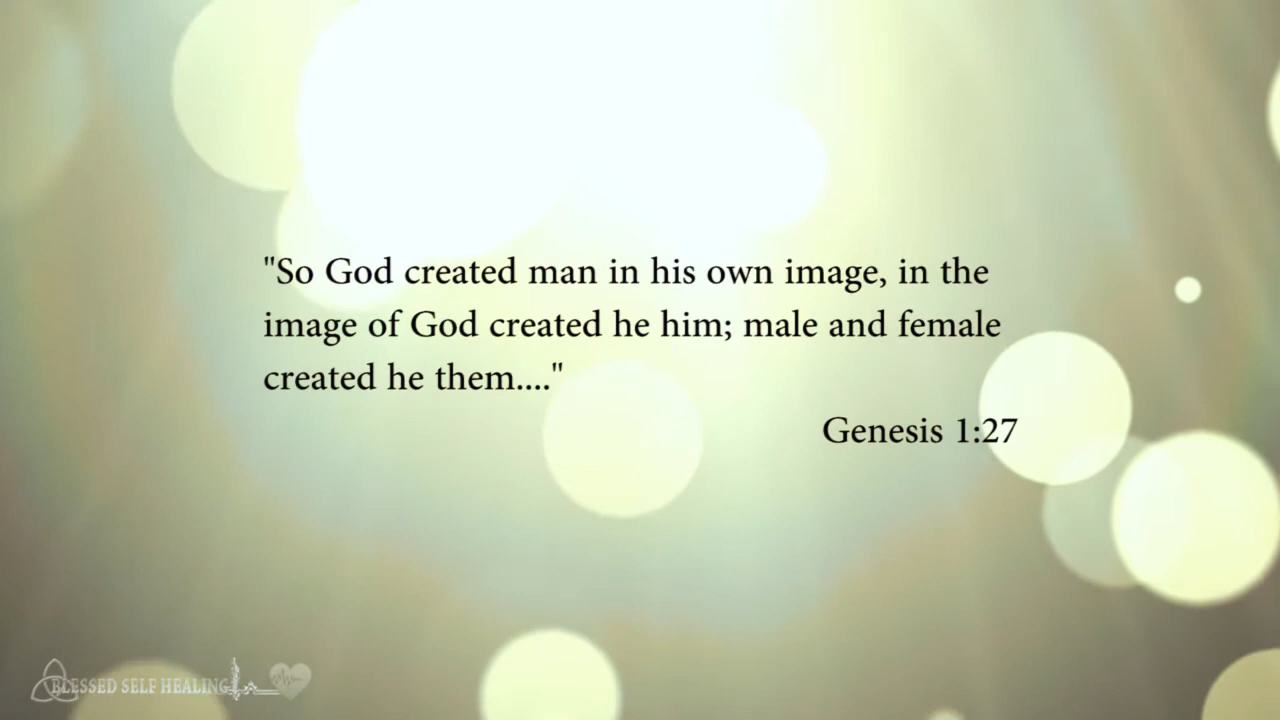 "So God created man in his own image, in the
image of God created he him; male and female
created he them...."
Genesis 1:27
BLESSED SELF HEALING